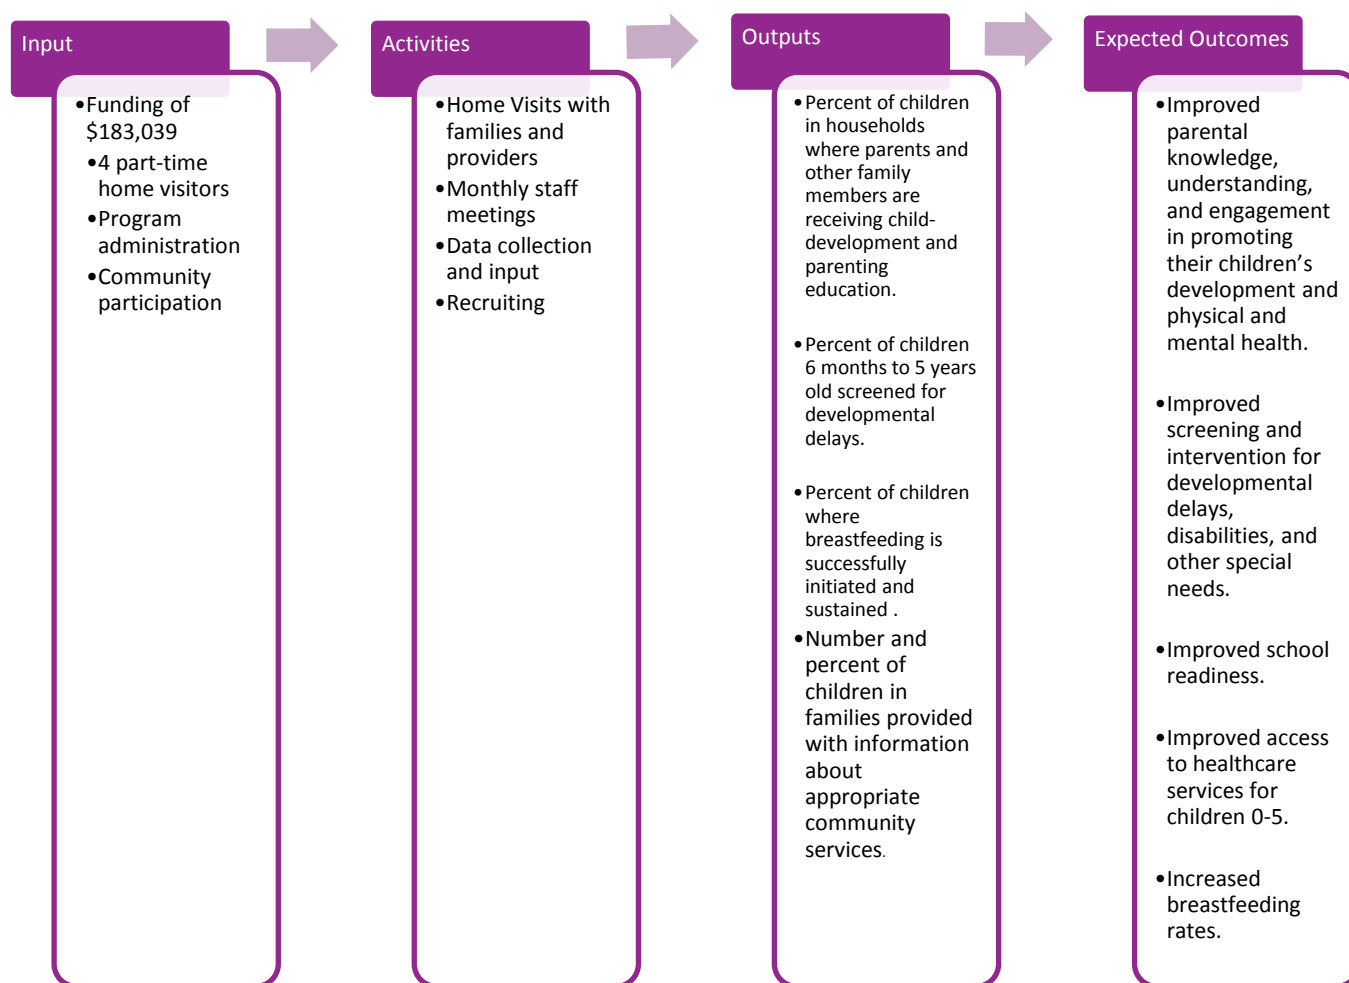 Input
•Funding of
$183,039
•4 part-time
home visitors
•Program
administration
•Community
participation
Activities
•Home Visits with
families and
providers
•Monthly staff
meetings
•Data collection
and input
•Recruiting
Outputs
•Percent of children
in households
where parents and
other family
members are
receiving child-
development and
parenting
education.
•Percent of children
6 months to 5 years
old screened for
developmental
delays.
•Percent of children
where
breastfeeding is
successfully
initiated and
sustained .
•Number and
percent of
children in
families provided
with information
about
appropriate
community
services.
Expected Outcomes
•Improved
parental
knowledge,
understanding,
and engagement
in promoting
their children’s
development and
physical and
mental health.
•Improved
screening and
intervention for
developmental
delays,
disabilities, and
other special
needs.
•Improved school
readiness.
•Improved access
to healthcare
services for
children 0-5.
•Increased
breastfeeding
rates.